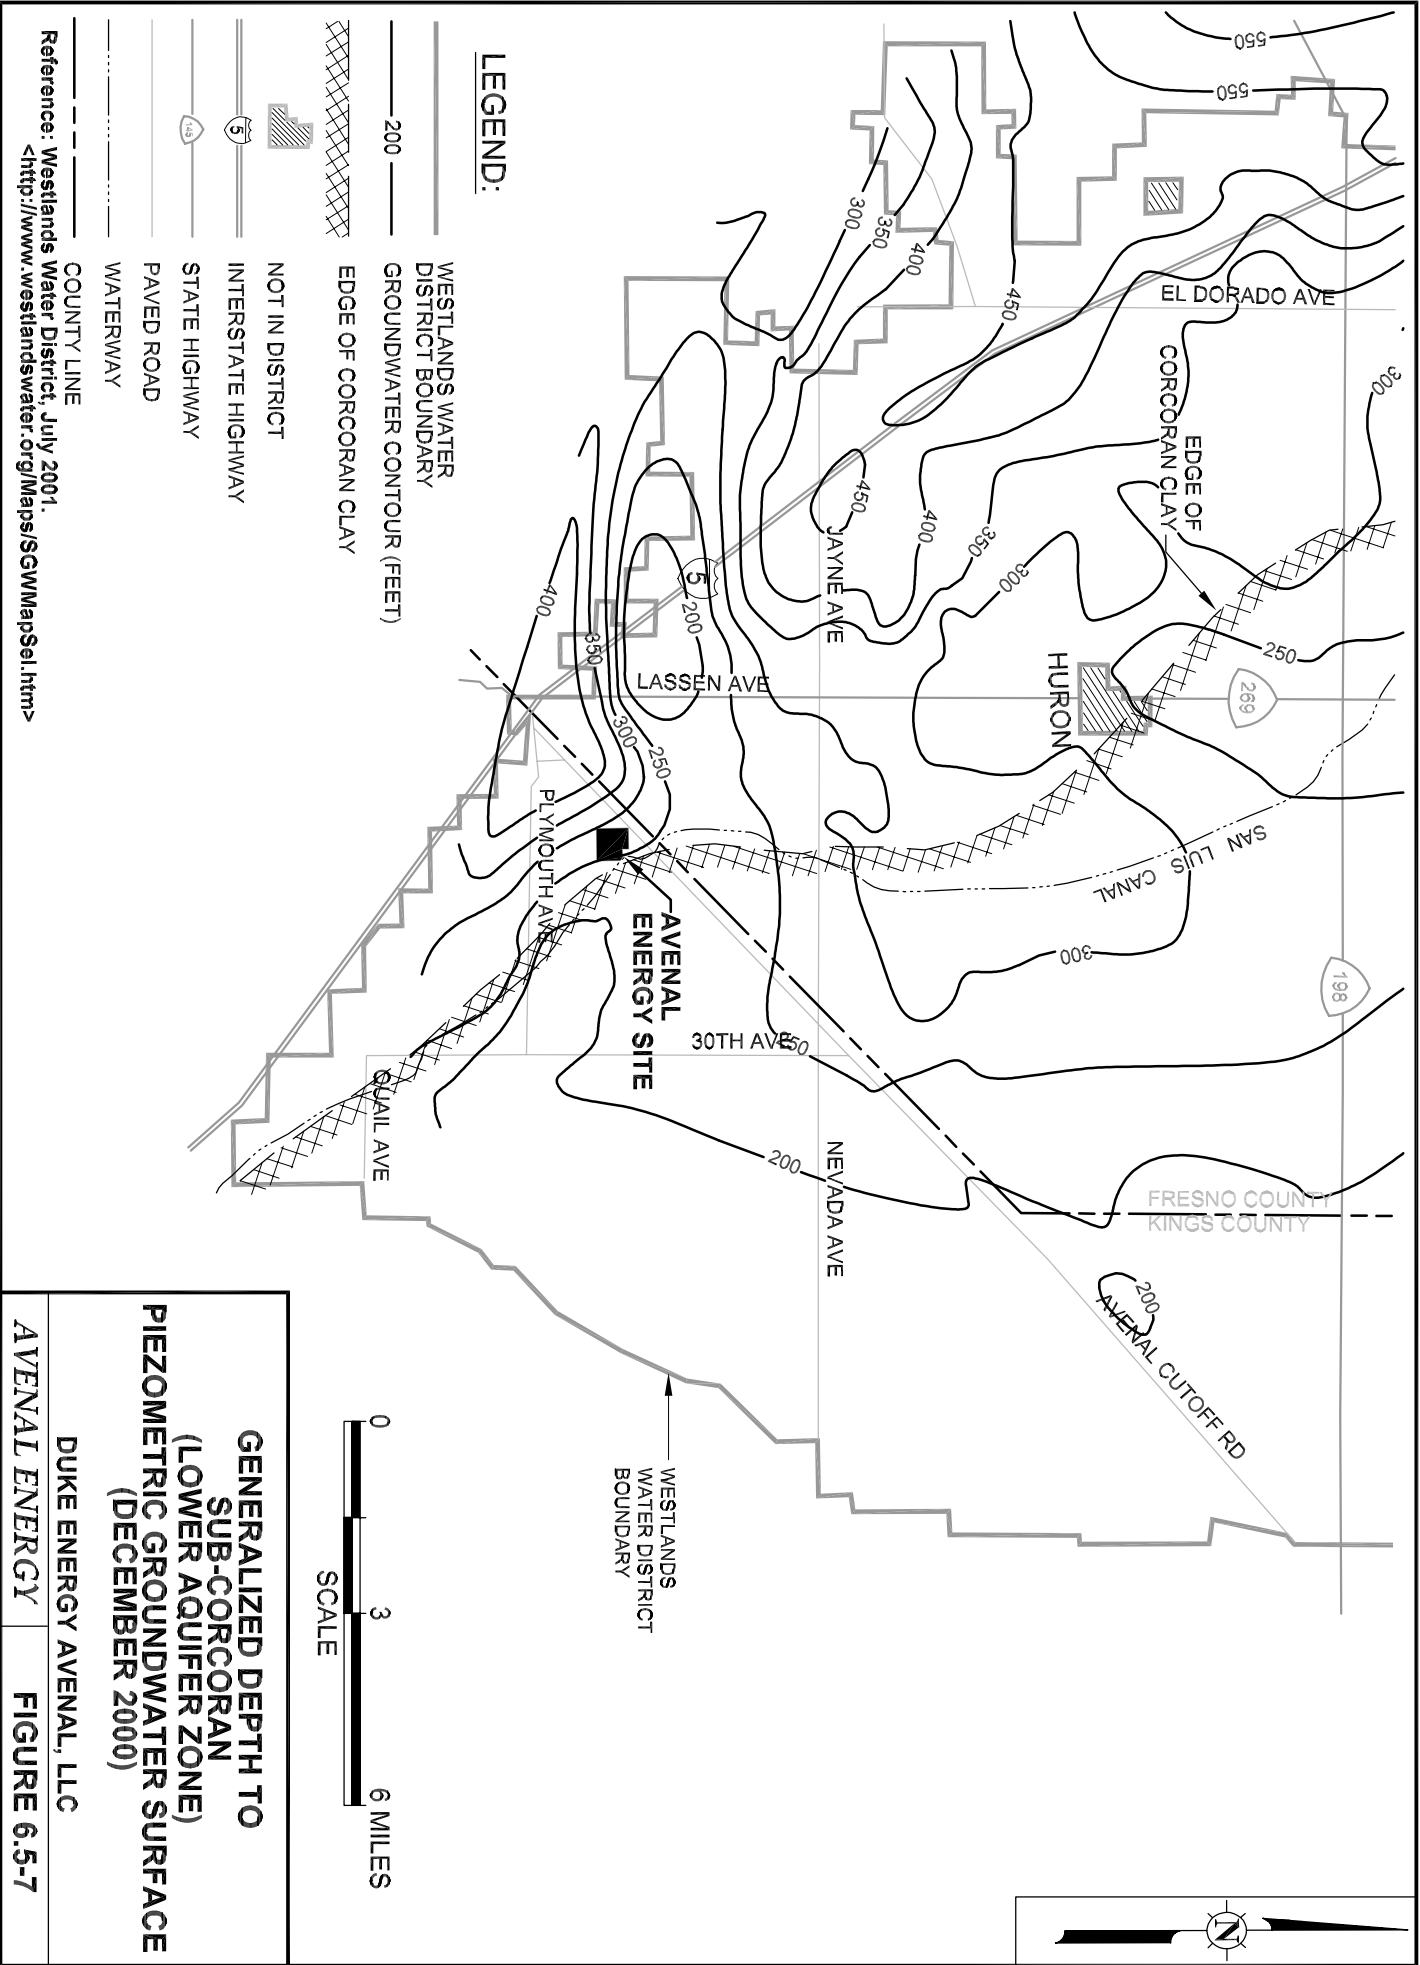 550
550
300
350
400
450
EL DORADO AVE
300
EDGE OF
CORCORAN CLAY
450
400
350
300
JAYNE AVE
5
200
400
350
LASSEN AVE
HURON
250
269
300
250
PLYMOUTH AVE
SAN LUIS CANAL
AVENAL
ENERGY SITE
300
198
30TH AVE
250
QUAIL AVE
200
NEVADA AVE
FRESNO COUNTY
KINGS COUNTY
200
AVENAL CUTOFF RD
WESTLANDS
WATER DISTRICT
BOUNDARY
LEGEND:
WESTLANDS WATER
DISTRICT BOUNDARY
200
GROUNDWATER CONTOUR (FEET)
EDGE OF CORCORAN CLAY
NOT IN DISTRICT
5
INTERSTATE HIGHWAY
145
STATE HIGHWAY
PAVED ROAD
WATERWAY
COUNTY LINE
Reference: Westlands Water District, July 2001.
<http://www.westlandswater.org/Maps/SGWMapSel.htm>
0 3 6 MILES
SCALE
N
GENERALIZED DEPTH TO
SUB-CORCORAN
(LOWER AQUIFER ZONE)
PIEZOMETRIC GROUNDWATER SURFACE
(DECEMBER 2000)
DUKE ENERGY AVENAL, LLC
AVENAL ENERGY
FIGURE 6.5-7